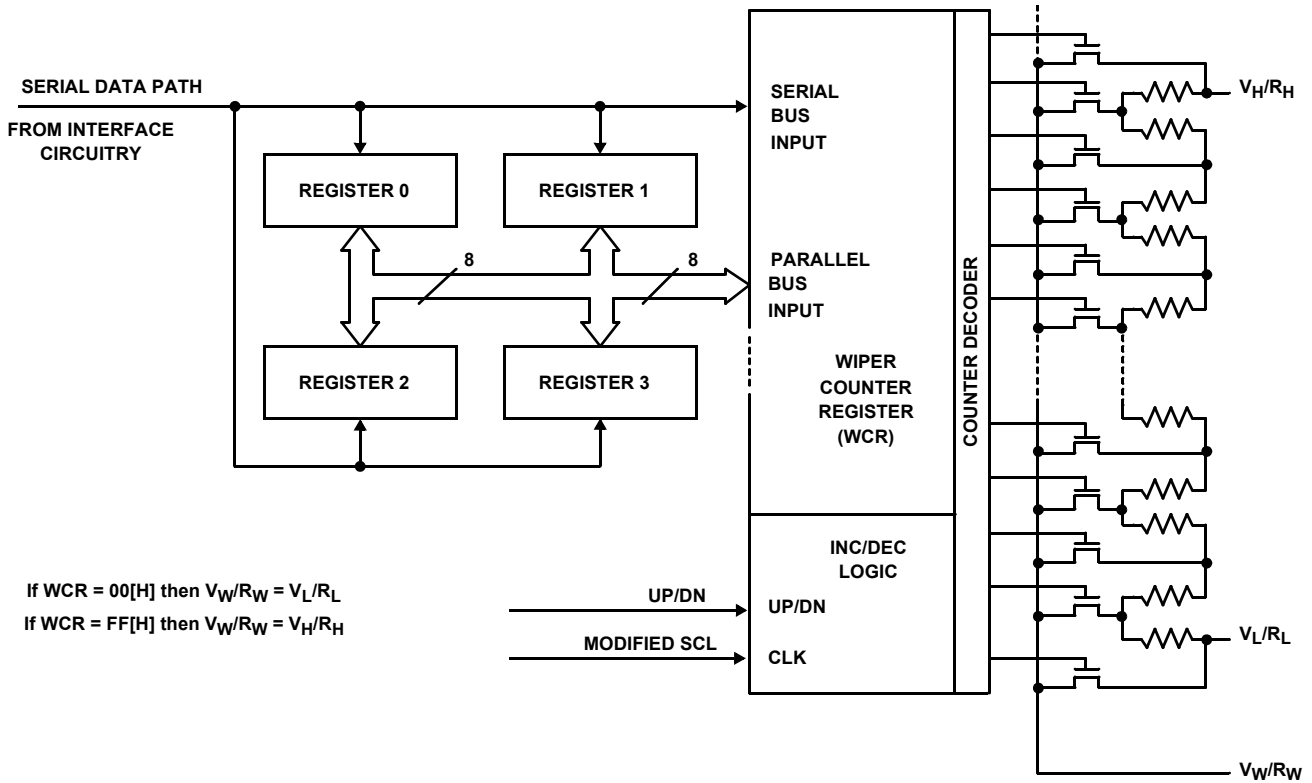 SERIAL DATA PATH
FROM INTERFACE
CIRCUITRY
REGISTER 0
REGISTER 1
8
8
REGISTER 2
REGISTER 3
SERIAL
BUS
INPUT
PARALLEL
BUS
INPUT
WIPER
COUNTER
REGISTER
(WCR)
COUNTER DECODER
INC/DEC
LOGIC
If WCR = 00[H] then VW/RW = VL/RL
If WCR = FF[H] then VW/RW = VH/RH
UP/DN
UP/DN
MODIFIED SCL
CLK
VH/RH
VL/RL
VW/RW